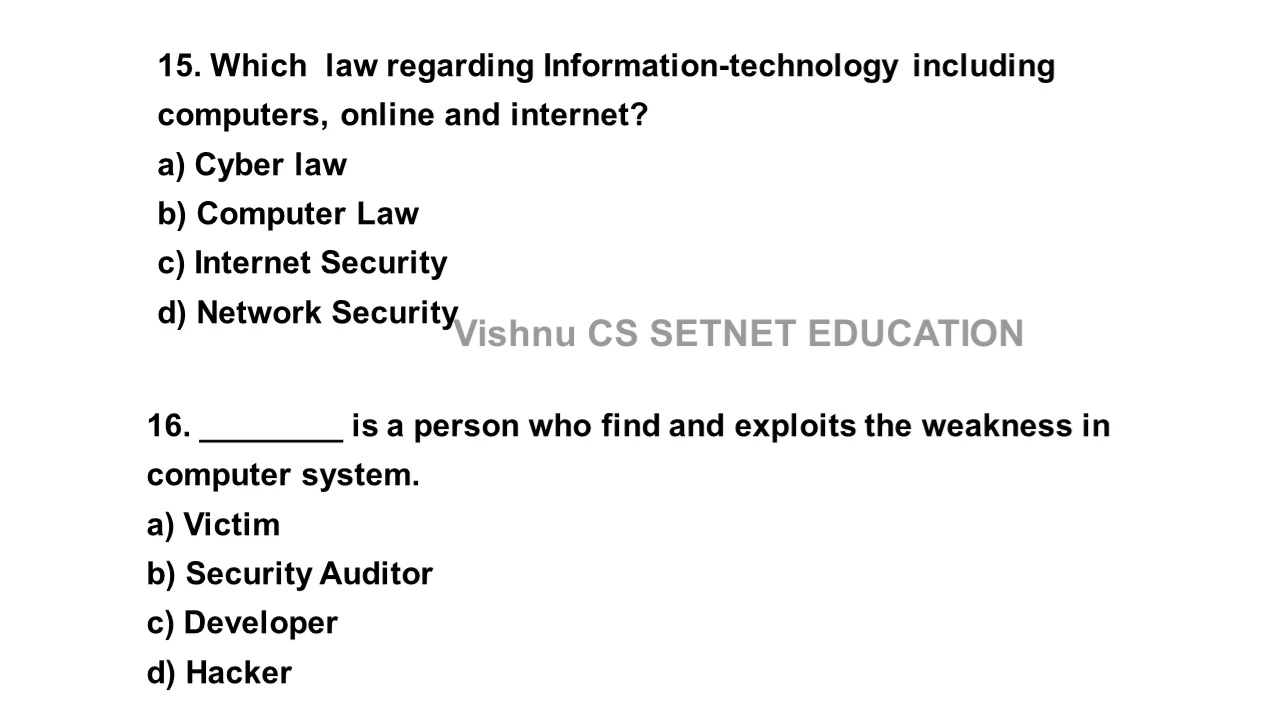 15. Which law regarding Information-technology including
computers, online and internet?
a) Cyber law
b) Computer Law
c) Internet Security
d) Network Security
Vishnu CS SETNET EDUCATION
16. ________ is a person who find and exploits the weakness in
computer system.
a) Victim
b) Security Auditor
c) Developer
d) Hacker